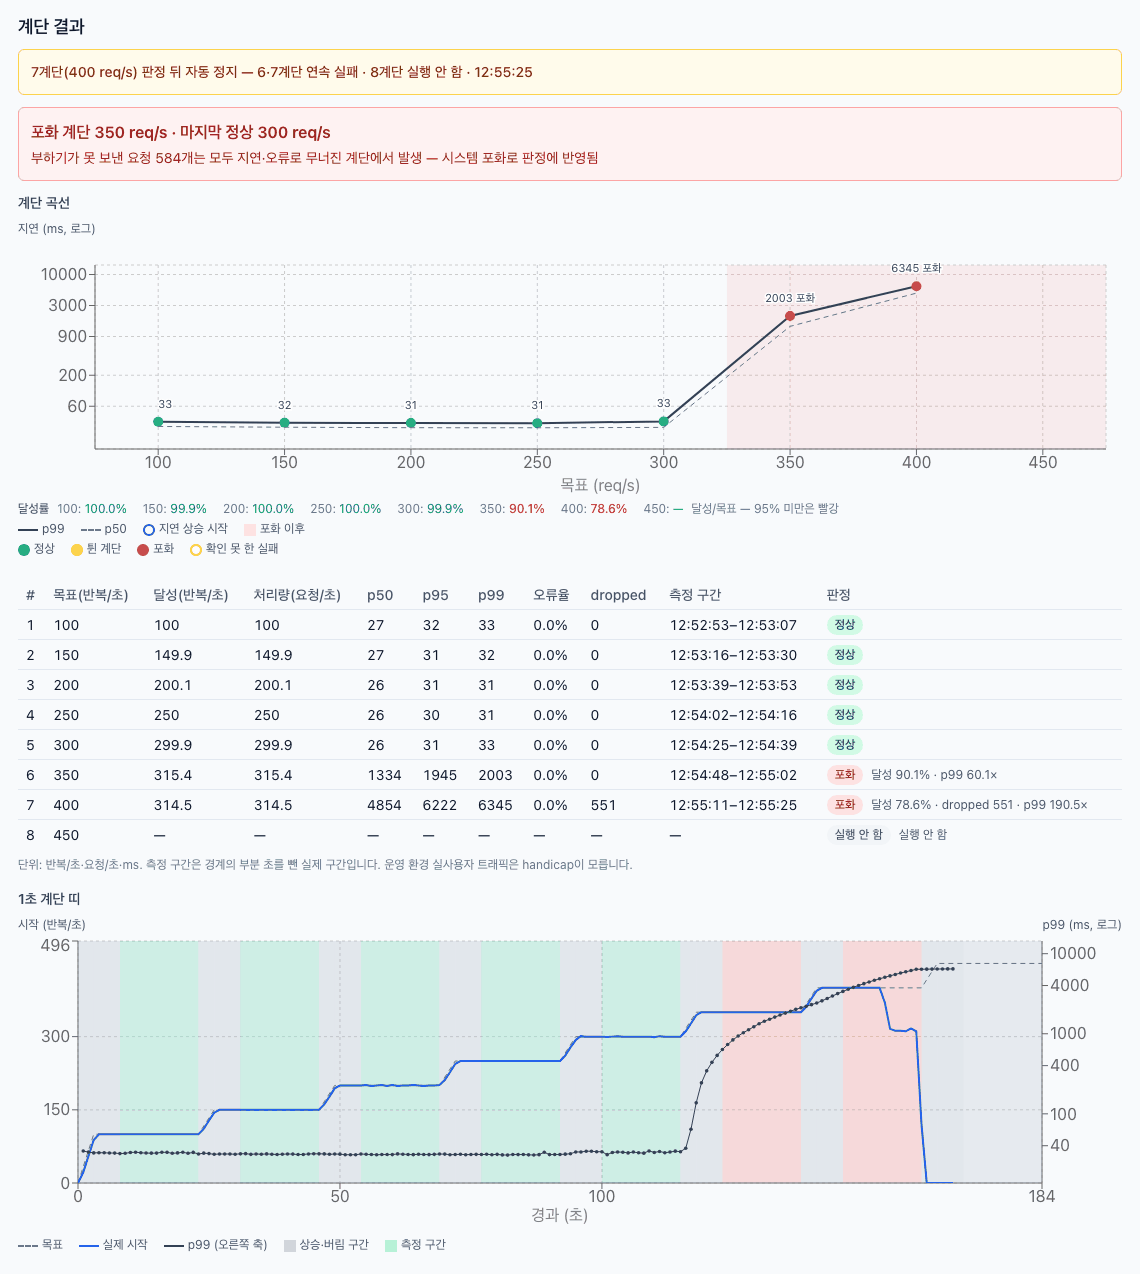 계단 결과
7계단(400 req/s) 판정 뒤 자동 정지 — 6·7계단 연속 실패 · 8계단 실행 안 함 · 12:55:25
포화 계단 350 req/s · 마지막 정상 300 req/s
부하기가 못 보낸 요청 584개는 모두 지연·오류로 무너진 계단에서 발생 — 시스템 포화로 판정에 반영됨
계단 곡선
지연 (ms, 로그)
10000
3000
900
200
60
33
32
31
31
33
2003 포화
6345 포화
100 150 200 250 300 350 400 450
목표 (req/s)
달성률 100: 100.0% 150: 99.9% 200: 100.0% 250: 100.0% 300: 99.9% 350: 90.1% 400: 78.6% 450: — 달성/목표 — 95% 미만은 빨강
p99 p50 지연 상승 시작 포화 이후
정상 튄 계단 포화 확인 못 한 실패
# 목표(반복/초) 달성(반복/초) 처리량(요청/초) p50 p95 p99 오류율 dropped 측정 구간 판정
1 100 100 100 27 32 33 0.0% 0 12:52:53–12:53:07 정상
2 150 149.9 149.9 27 31 32 0.0% 0 12:53:16–12:53:30 정상
3 200 200.1 200.1 26 31 31 0.0% 0 12:53:39–12:53:53 정상
4 250 250 250 26 30 31 0.0% 0 12:54:02–12:54:16 정상
5 300 299.9 299.9 26 31 33 0.0% 0 12:54:25–12:54:39 정상
6 350 315.4 315.4 1334 1945 2003 0.0% 0 12:54:48–12:55:02 포화 달성 90.1% · p99 60.1×
7 400 314.5 314.5 4854 6222 6345 0.0% 551 12:55:11–12:55:25 포화 달성 78.6% · dropped 551 · p99 190.5×
8 450 — — — — — — — — 실행 안 함 실행 안 함
단위: 반복/초·요청/초·ms. 측정 구간은 경계의 부분 초를 뺀 실제 구간입니다. 운영 환경 실사용자 트래픽은 handicap이 모릅니다.
1초 계단 띠
시작 (반복/초) p99 (ms, 로그)
496
300
150
0
10000
4000
1000
400
100
40
0 50 100 184
경과 (초)
목표 실제 시작 p99 (오른쪽 축) 상승·버림 구간 측정 구간